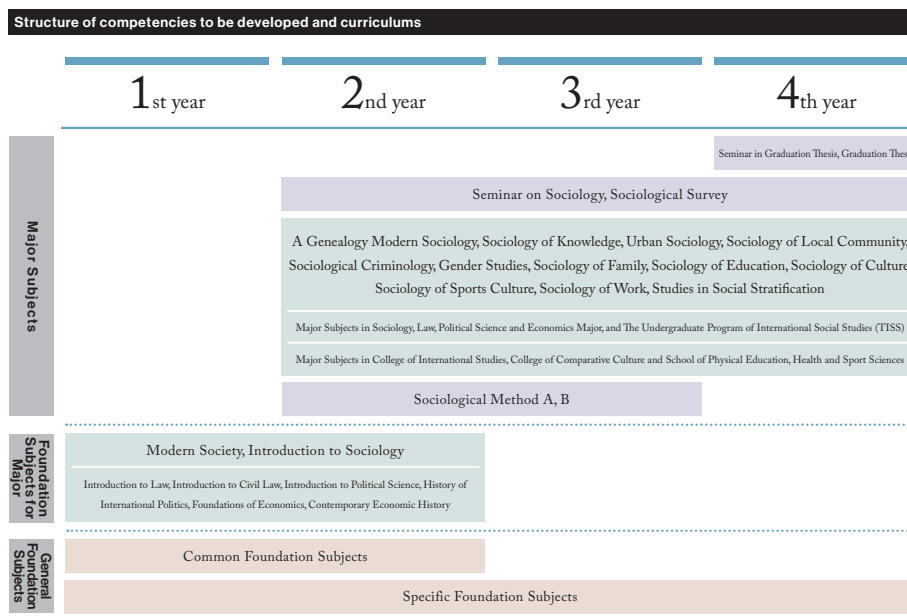 Structure of competencies to be developed and curriculums
1st year
2nd year
3rd year
4th year
Major Subjects
Seminar in Graduation Thesis, Graduation Thes
Seminar on Sociology, Sociological Survey
A Genealogy Modern Sociology, Sociology of Knowledge, Urban Sociology, Sociology of Local Community,
Sociological Criminology, Gender Studies, Sociology of Family, Sociology of Education, Sociology of Culture
Sociology of Sports Culture, Sociology of Work, Studies in Social Stratification
Major Subjects in Sociology, Law, Political Science and Economics Major, and The Undergraduate Program of International Social Studies (TISS)
Major Subjects in College of International Studies, College of Comparative Culture and School of Physical Education, Health and Sport Sciences
Sociological Method A, B
Foundation
Subjects for
Major
Modern Society, Introduction to Sociology
Introduction to Law, Introduction to Civil Law, Introduction to Political Science, History of
International Politics, Foundations of Economics, Contemporary Economic History
General
Foundation
Subjects
Common Foundation Subjects
Specific Foundation Subjects